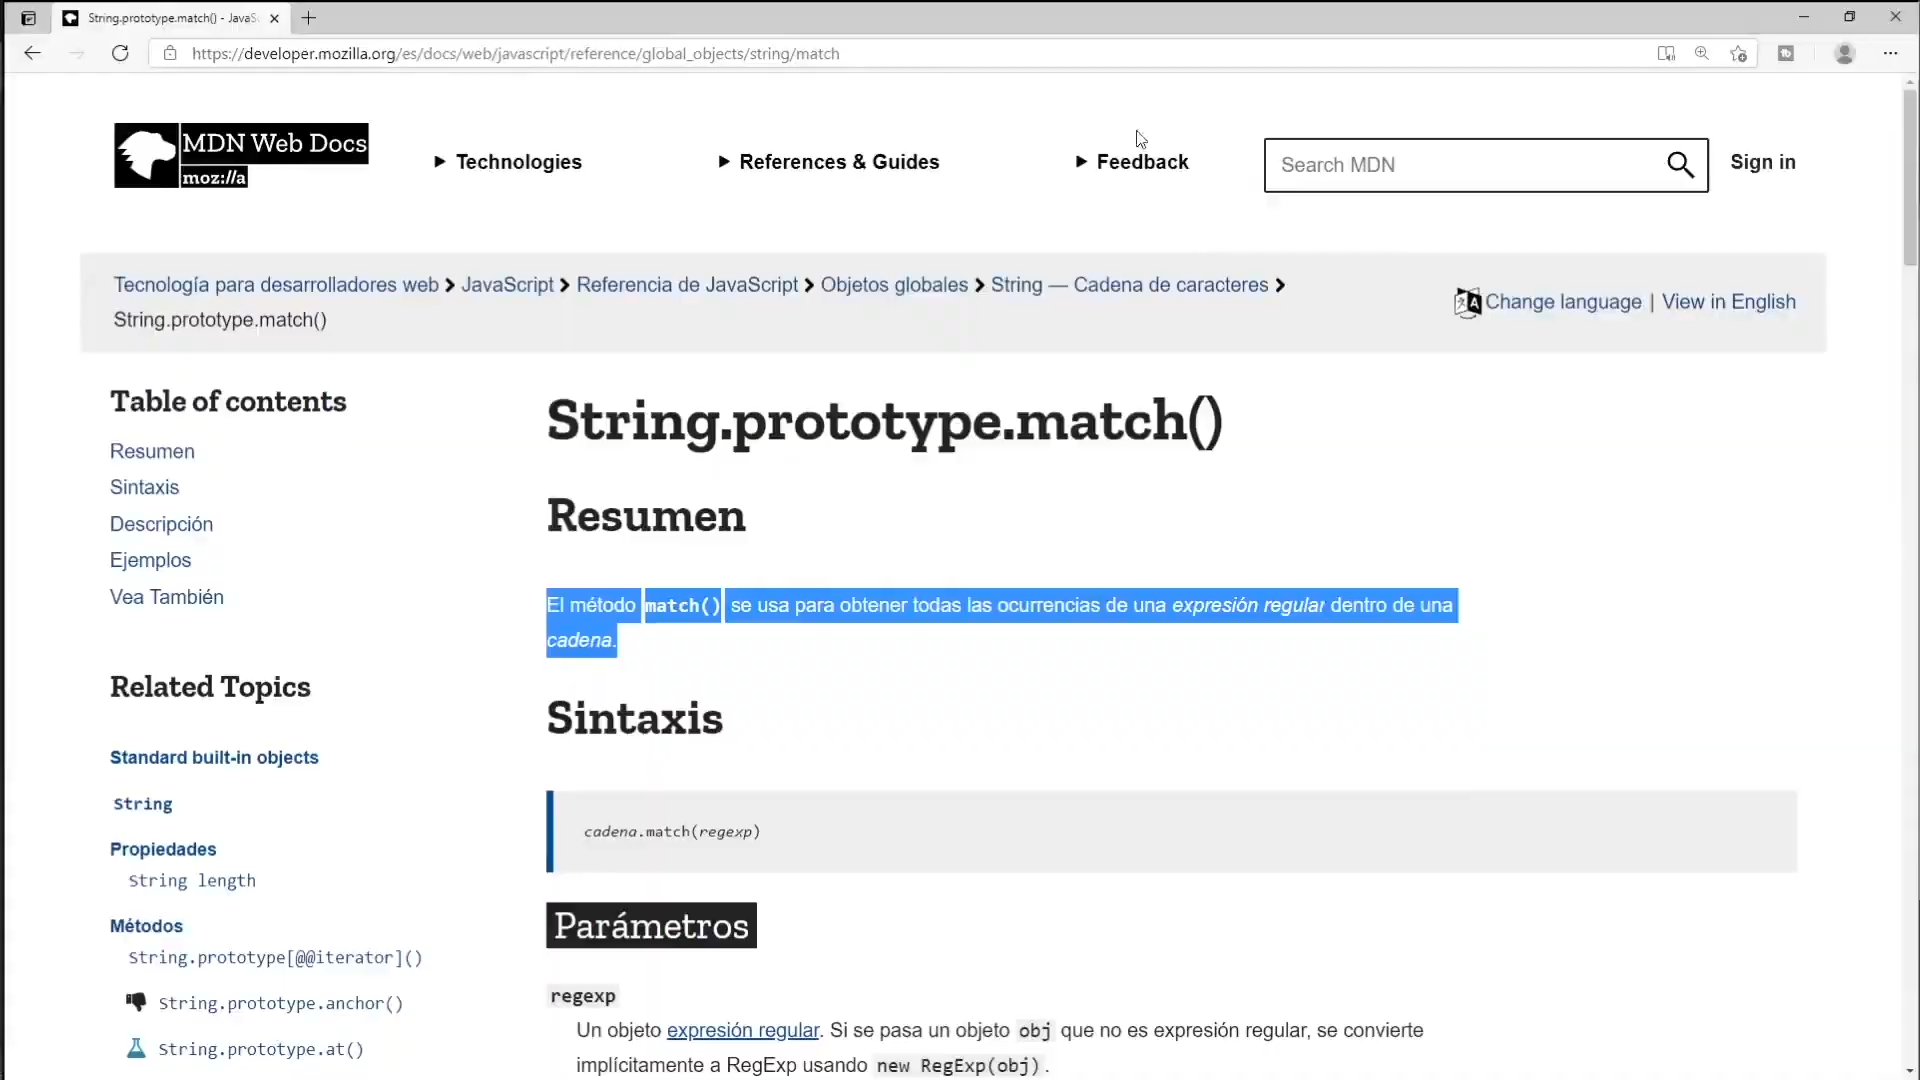 String.prototype.match() - JavaSc
https://developer.mozilla.org/es/docs/web/javascript/reference/global_objects/string/match
MDN Web Docs
moz://a
Technologies
References & Guides
Feedback
Search MDN
Sign in
Tecnología para desarrolladores web > JavaScript > Referencia de JavaScript > Objetos globales > String — Cadena de caracteres >
String.prototype.match()
Change language | View in English
Table of contents
Resumen
Sintaxis
Descripción
Ejemplos
Vea También
Related Topics
Standard built-in objects
String
Propiedades
String length
Métodos
String.prototype[@@iterator]()
String.prototype.anchor()
String.prototype.at()
String.prototype.match()
Resumen
El método match() se usa para obtener todas las ocurrencias de una expresión regular dentro de una
cadena.
Sintaxis
cadena.match(regexp)
Parámetros
regexp
Un objeto expresión regular. Si se pasa un objeto obj que no es expresión regular, se convierte
implícitamente a RegExp usando new RegExp(obj).